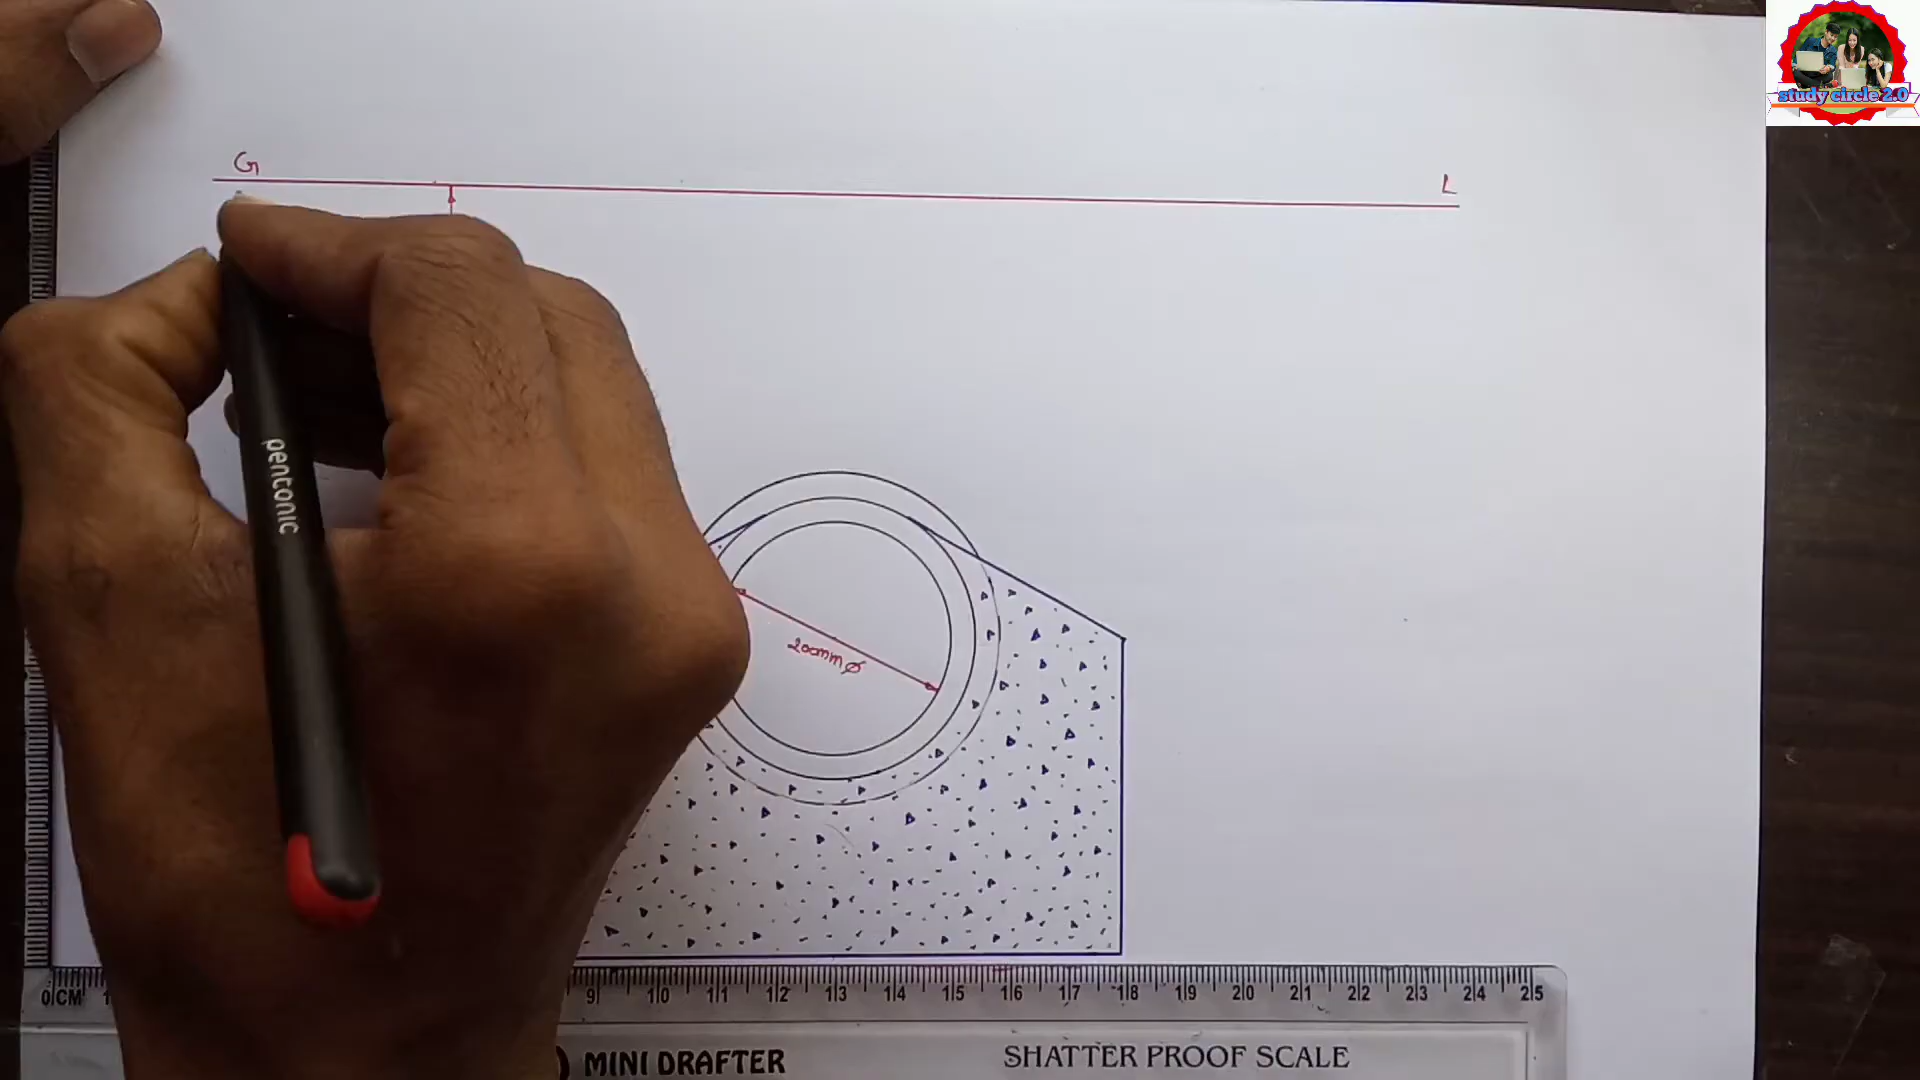 study circle 2.0
G
L
pentonic
200mm Ø
0 CM 1 9 10 11 12 13 14 15 16 17 18 19 20 21 22 23 24 25
MINI DRAFTER
SHATTER PROOF SCALE